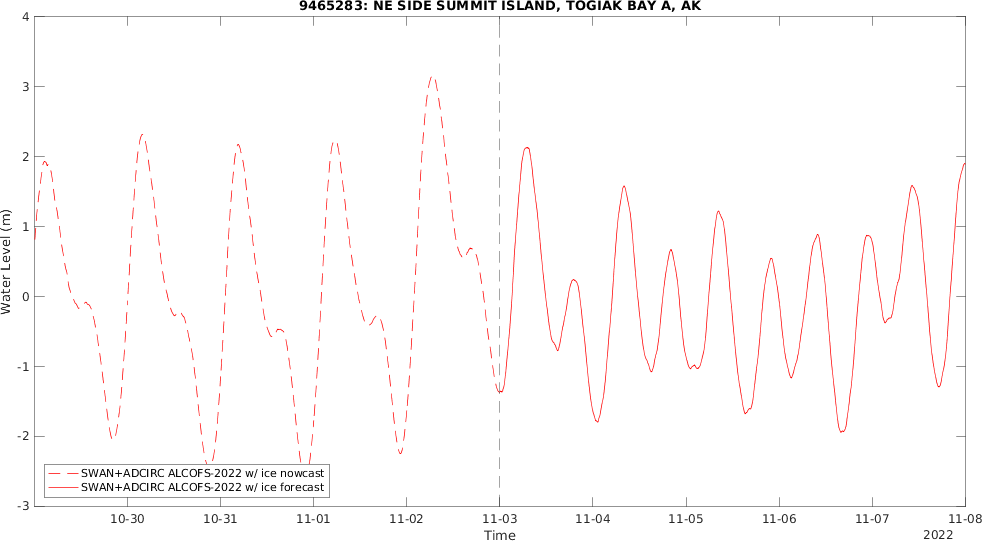 9465283: NE SIDE SUMMIT ISLAND, TOGIAK BAY A, AK
4
3
2
1
0
-1
-2
-3
Water Level (m)
SWAN+ADCIRC ALCOFS-2022 w/ ice nowcast
SWAN+ADCIRC ALCOFS-2022 w/ ice forecast
10-30 10-31 11-01 11-02 11-03 11-04 11-05 11-06 11-07 11-08
Time
2022